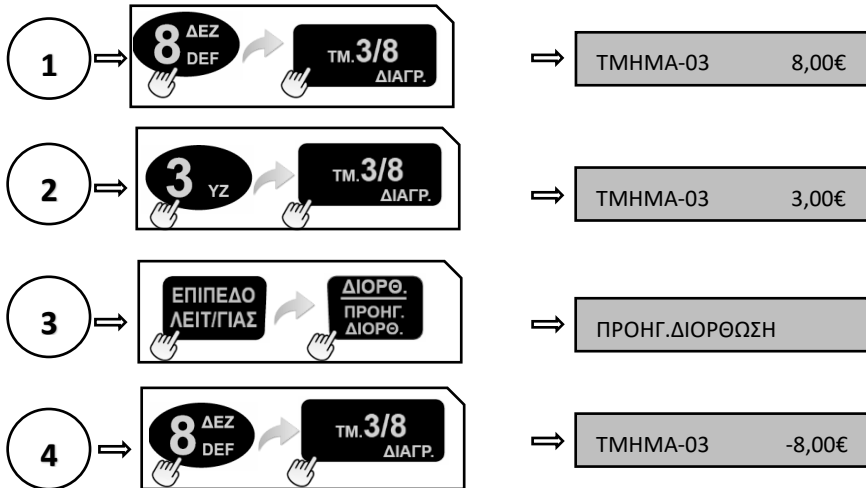 1
8 ΔΕΖ
DEF
ΤΜ.3/8
ΔΙΑΓΡ.
ΤΜΗΜΑ-03 8,00€
2
3 ΥΖ
ΤΜ.3/8
ΔΙΑΓΡ.
ΤΜΗΜΑ-03 3,00€
3
ΕΠΙΠΕΔΟ
ΛΕΙΤ/ΓΙΑΣ
ΔΙΟΡΘ.
ΠΡΟΗΓ.
ΔΙΟΡΘ.
ΠΡΟΗΓ.ΔΙΟΡΘΩΣΗ
4
8 ΔΕΖ
DEF
ΤΜ.3/8
ΔΙΑΓΡ.
ΤΜΗΜΑ-03 -8,00€